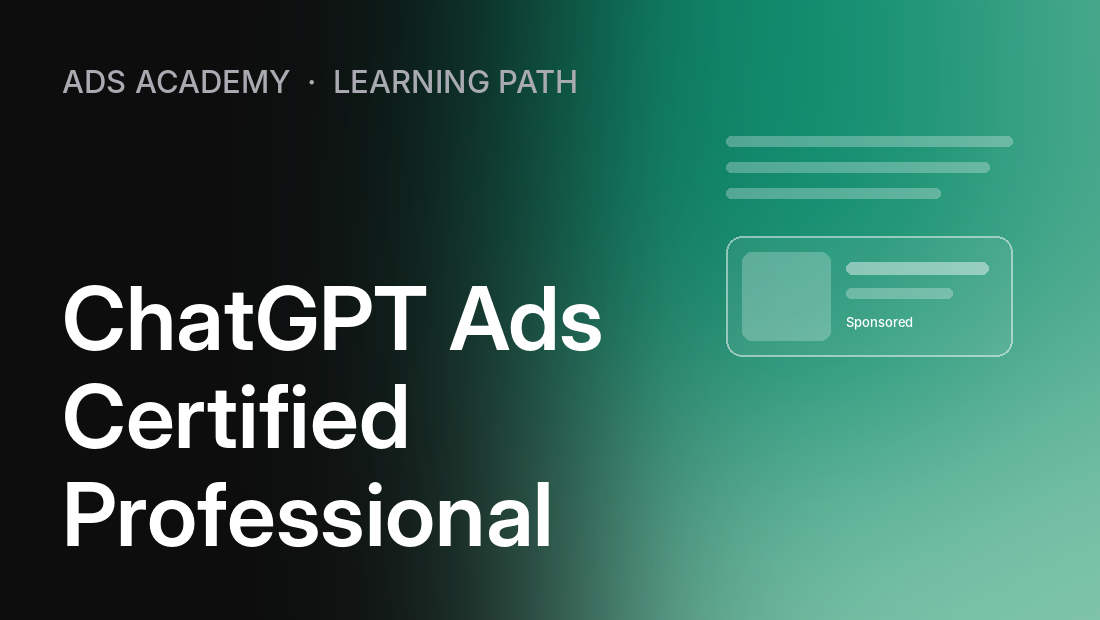 ADS ACADEMY · LEARNING PATH
ChatGPT Ads
Certified
Professional
Sponsored